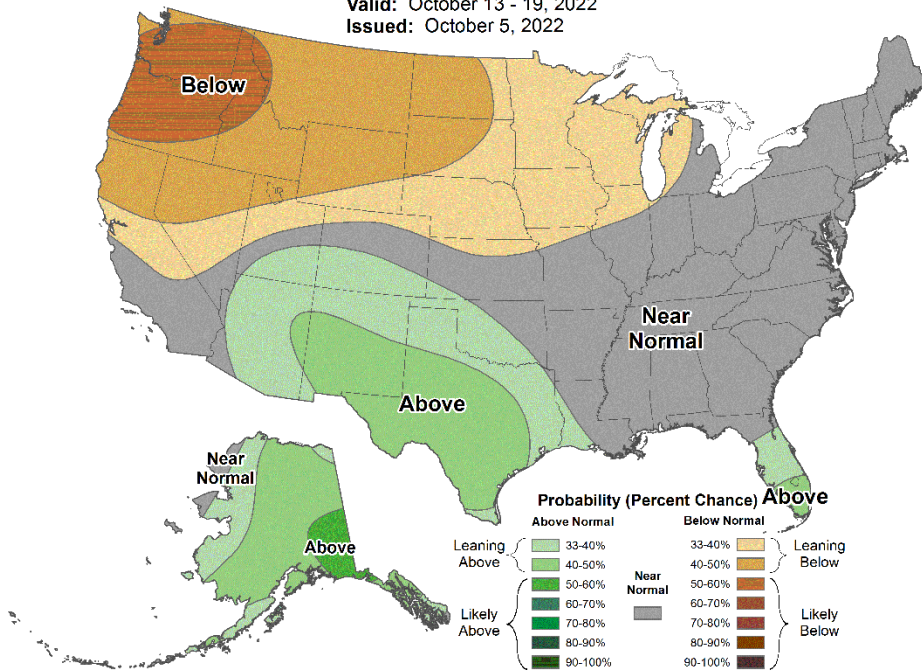 Valid: October 13 - 19, 2022
Issued: October 5, 2022
Below
Near
Normal
Above
Near
Normal
Above
Above
Probability (Percent Chance)
Above Normal
Below Normal
Leaning
Above
33-40%
40-50%
Likely
Above
50-60%
60-70%
70-80%
80-90%
90-100%
Near
Normal
33-40%
40-50%
Leaning
Below
50-60%
60-70%
70-80%
80-90%
90-100%
Likely
Below